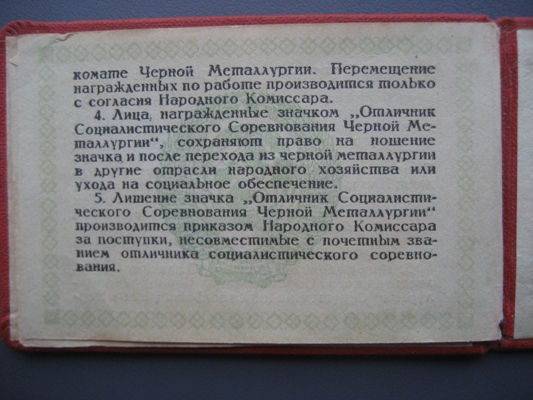 комате Черной Металлургии. Перемещение
награжденных по работе производится только
с согласия Народного Комиссара.
4. Лица, награжденные значком „Отличник
Социалистического Соревнования Черной Ме-
таллургии“, сохраняют право на ношение
значка и после перехода из черной металлургии
в другие отрасли народного хозяйства или
ухода на социальное обеспечение.
5. Лишение значка „Отличник Социалисти-
ческого Соревнования Черной Металлургии“
производится приказом Народного Комиссара
за поступки, несовместимые с почетным зва-
нием отличника социалистического соревно-
вания.